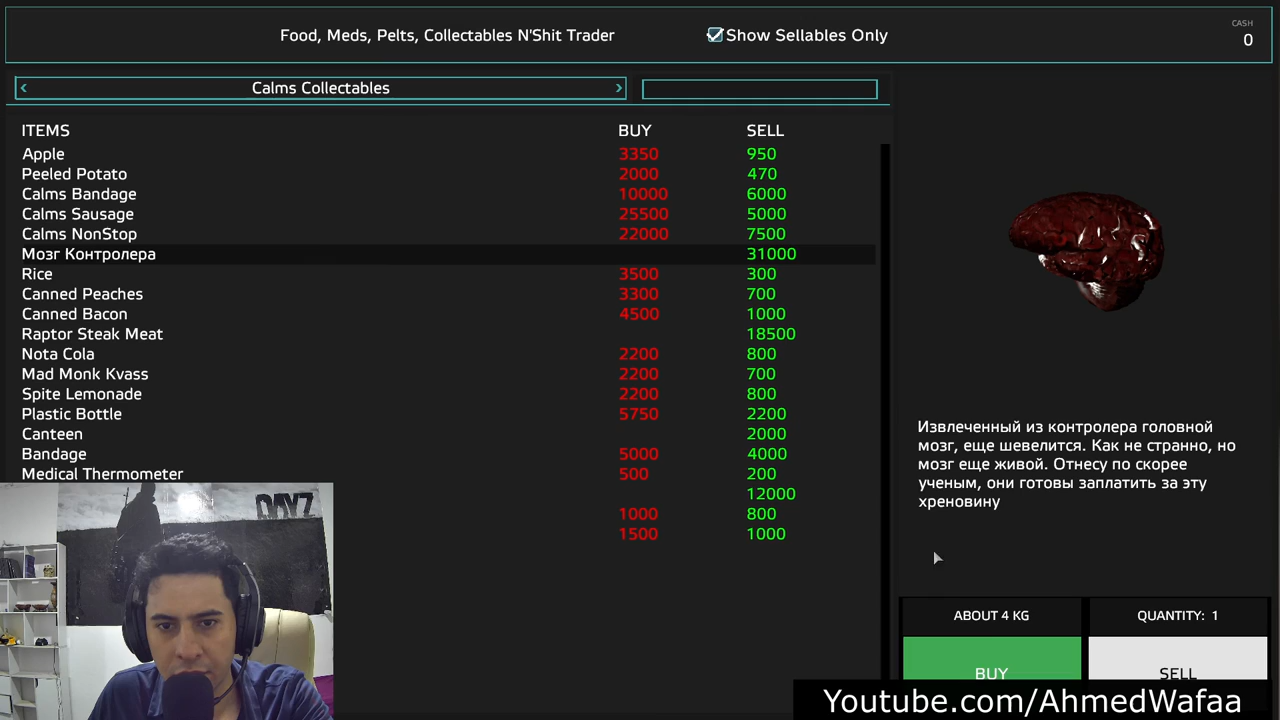 Food, Meds, Pelts, Collectables N'Shit Trader
Show Sellables Only
CASH
0
< Calms Collectables >
ITEMS BUY SELL
Apple 3350 950
Peeled Potato 2000 470
Calms Bandage 10000 6000
Calms Sausage 25500 5000
Calms NonStop 22000 7500
Мозг Контролера 31000
Rice 3500 300
Canned Peaches 3300 700
Canned Bacon 4500 1000
Raptor Steak Meat 18500
Nota Cola 2200 800
Mad Monk Kvass 2200 700
Spite Lemonade 2200 800
Plastic Bottle 5750 2200
Canteen 2000
Bandage 5000 4000
Medical Thermometer 500 200
12000
1000 800
1500 1000
Извлеченный из контролера головной
мозг, еще шевелится. Как не странно, но
мозг еще живой. Отнесу по скорее
ученым, они готовы заплатить за эту
хреновину
ABOUT 4 KG
QUANTITY: 1
BUY
SELL
DAYZ
Youtube.com/AhmedWafaa